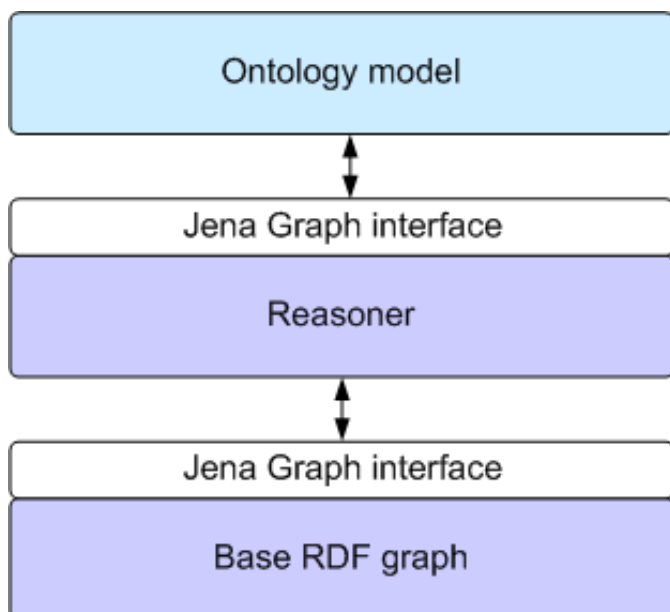 Ontology model
Jena Graph interface
Reasoner
Jena Graph interface
Base RDF graph